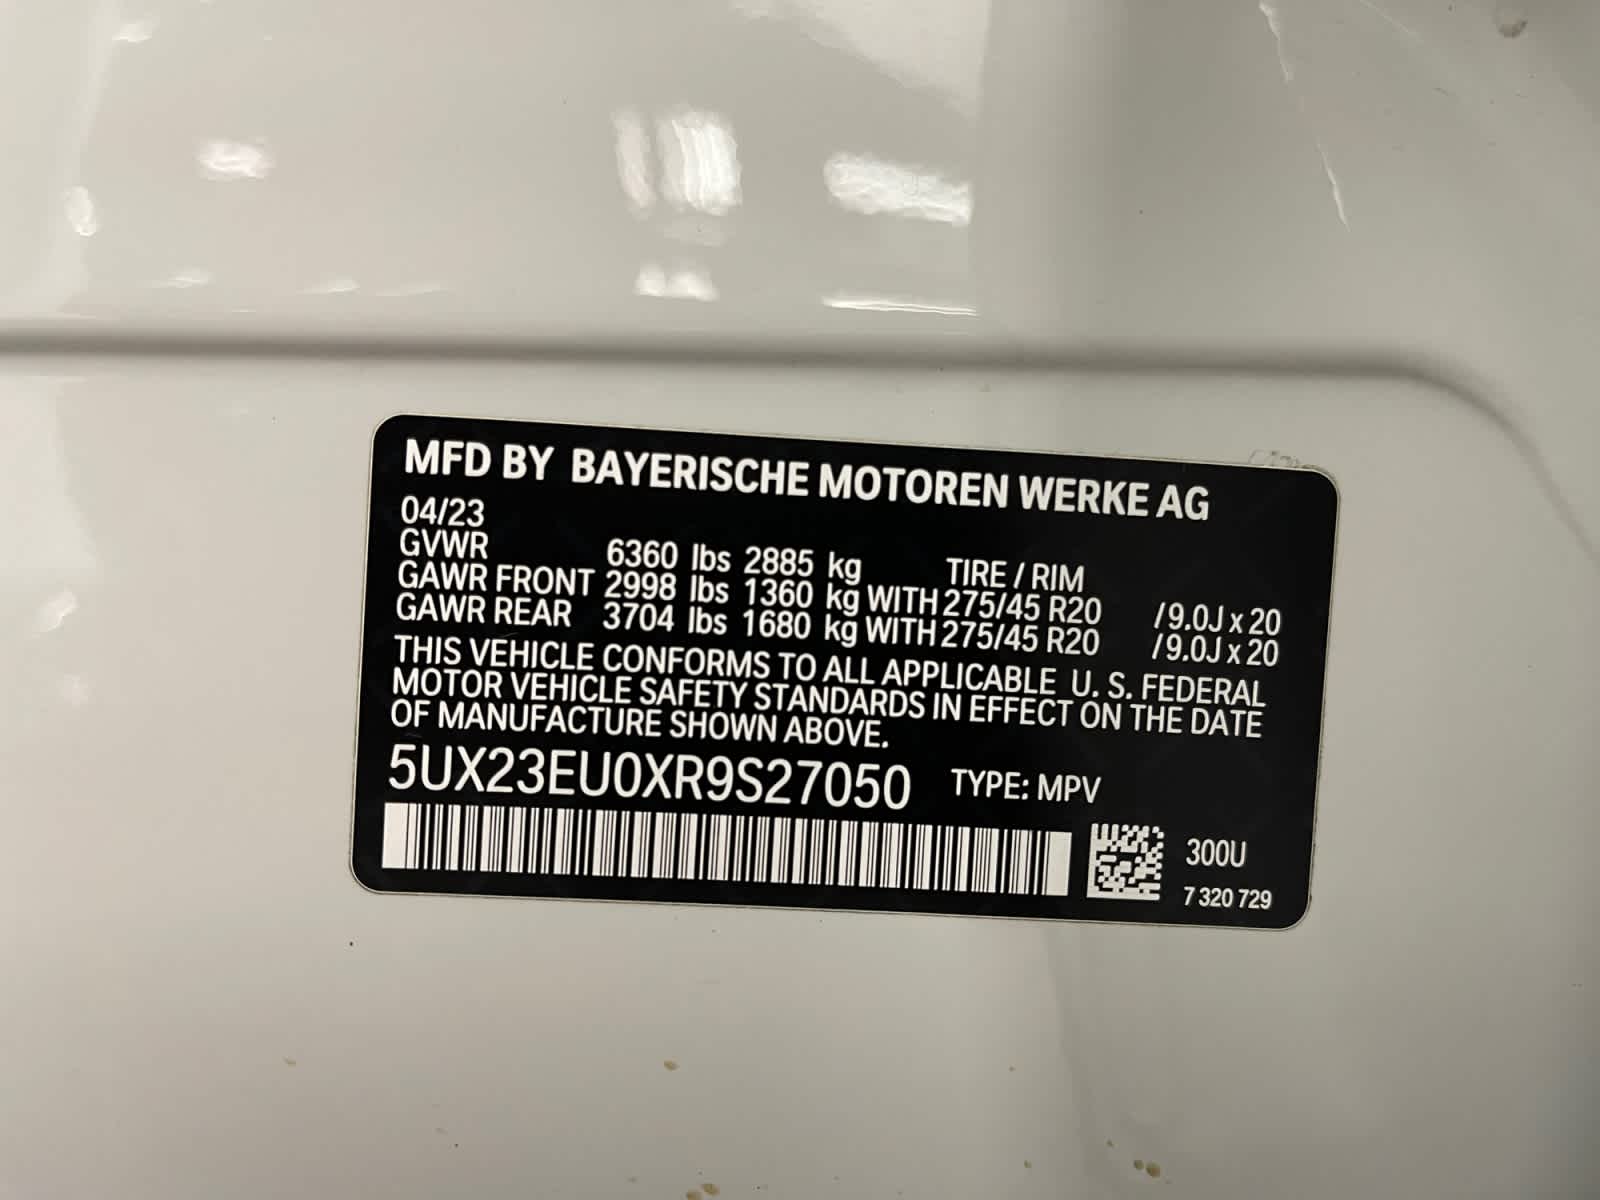 MFD BY BAYERISCHE MOTOREN WERKE AG
04/23
GVWR 6360 lbs 2885 kg TIRE / RIM
GAWR FRONT 2998 lbs 1360 kg WITH 275/45 R20 /9.0J x 20
GAWR REAR 3704 lbs 1680 kg WITH 275/45 R20 /9.0J x 20
THIS VEHICLE CONFORMS TO ALL APPLICABLE U. S. FEDERAL
MOTOR VEHICLE SAFETY STANDARDS IN EFFECT ON THE DATE
OF MANUFACTURE SHOWN ABOVE.
5UX23EU0XR9S27050 TYPE: MPV
300U
7 320 729